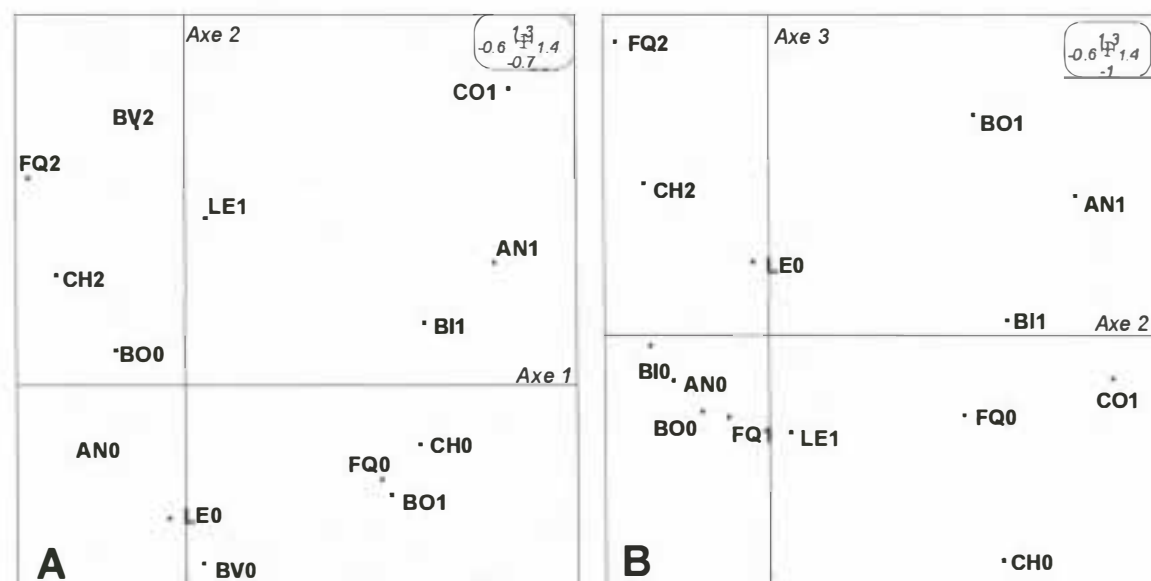 Axe 2
1.3
-0.6 1.4
-0.7
CO1
BV2
FQ2
LE1
AN1
CH2
BI1
BO0
Axe 1
AN0
CH0
FQ0
BO1
LE0
BV0
A
FQ2
Axe 3
1.3
-0.6 1.4
-1
BO1
CH2
AN1
LE0
BI1
Axe 2
BI0
AN0
CO1
BO0
FQ1
LE1
FQ0
CH0
B